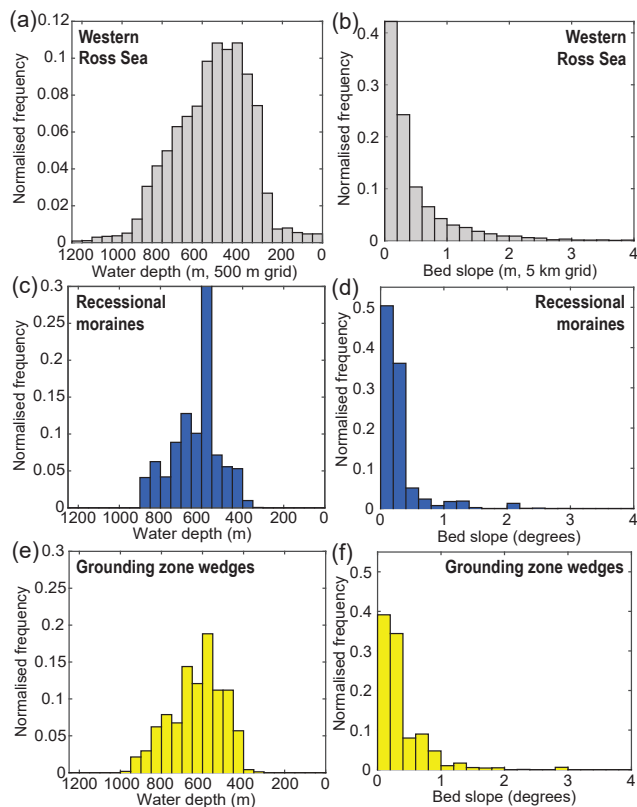 (a)
Western
Ross Sea
Normalised frequency
0.12
0.1
0.08
0.06
0.04
0.02
0
1200 1000 800 600 400 200 0
Water depth (m, 500 m grid)
(b)
Western
Ross Sea
Normalised frequency
0.4
0.3
0.2
0.1
0
0 1 2 3 4
Bed slope (m, 5 km grid)
(c)
Recessional
moraines
Normalised frequency
0.3
0.25
0.2
0.15
0.1
0.05
0
1200 1000 800 600 400 200 0
Water depth (m)
(d)
Recessional
moraines
Normalised frequency
0.5
0.4
0.3
0.2
0.1
0
0 1 2 3 4
Bed slope (degrees)
(e)
Grounding zone wedges
Normalised frequency
0.3
0.25
0.2
0.15
0.1
0.05
0
1200 1000 800 600 400 200 0
Water depth (m)
(f)
Grounding zone wedges
Normalised frequency
0.5
0.4
0.3
0.2
0.1
0
0 1 2 3 4
Bed slope (degrees)